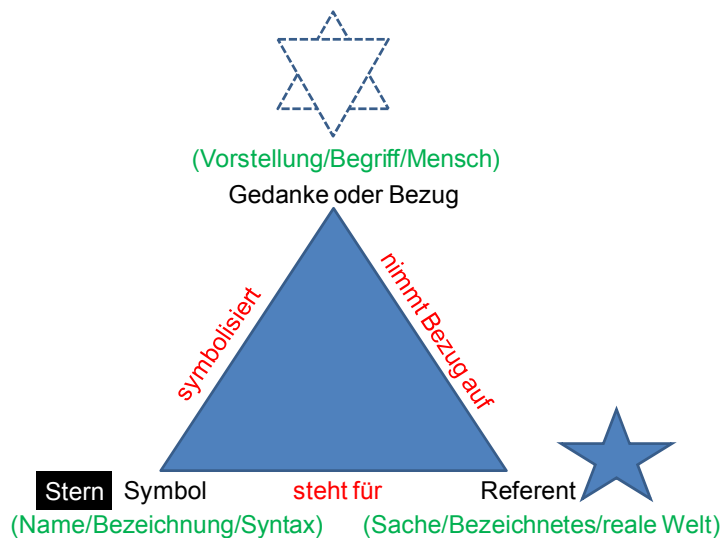 (Vorstellung/Begriff/Mensch)
Gedanke oder Bezug
symbolisiert
nimmt Bezug auf
Stern Symbol steht für Referent
(Name/Bezeichnung/Syntax) (Sache/Bezeichnetes/reale Welt)